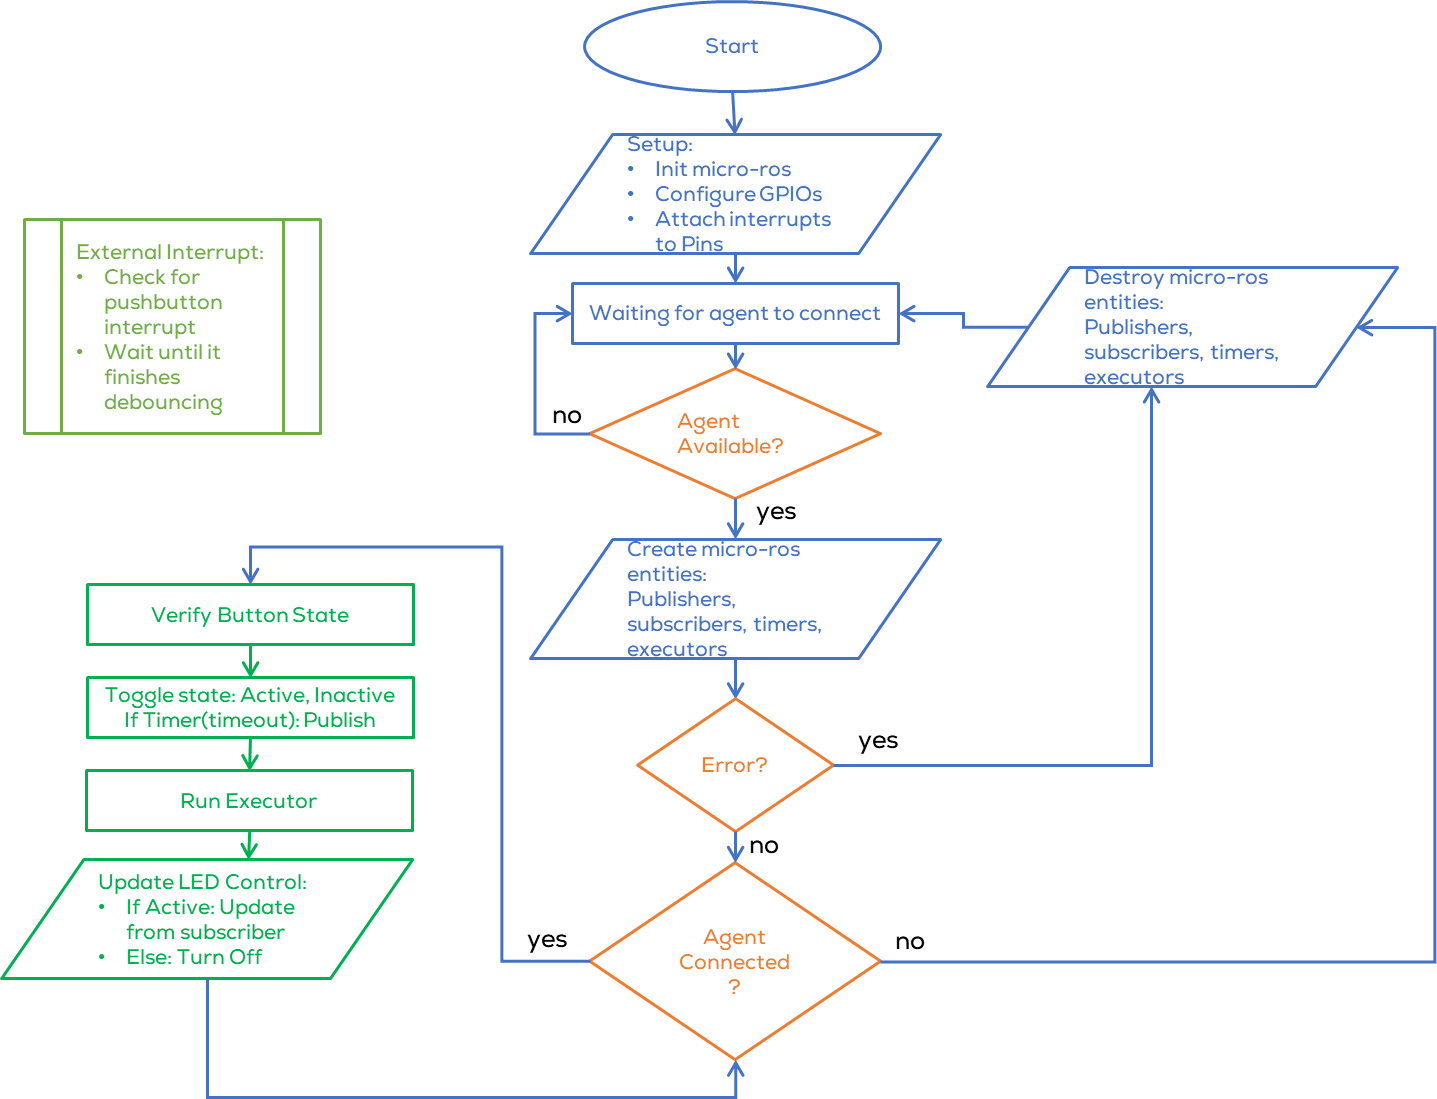 Start
Setup:
• Init micro-ros
• Configure GPIOs
• Attach interrupts
to Pins
External Interrupt:
• Check for
pushbutton
interrupt
• Wait until it
finishes
debouncing
Waiting for agent to connect
Destroy micro-ros
entities:
Publishers,
subscribers, timers,
executors
no
Agent
Available?
yes
Create micro-ros
entities:
Publishers,
subscribers, timers,
executors
Verify Button State
Toggle state: Active, Inactive
If Timer(timeout): Publish
Run Executor
Update LED Control:
• If Active: Update
from subscriber
• Else: Turn Off
Error?
yes
no
yes
Agent
Connected
?
no